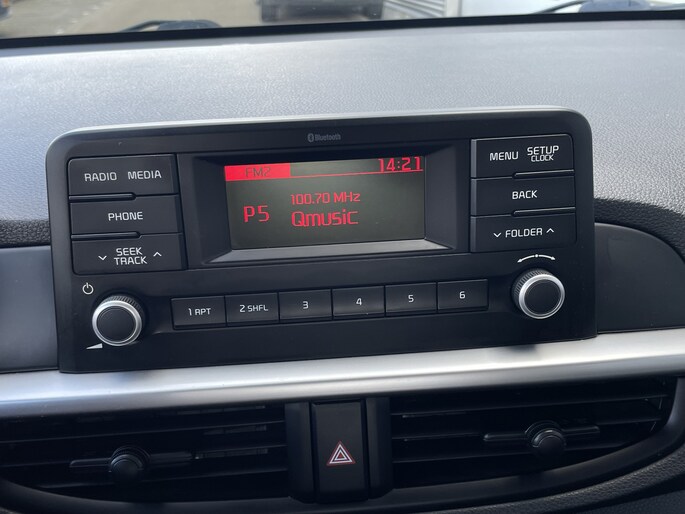 Bluetooth
RADIO MEDIA
PHONE
SEEK
TRACK
FM2 14:21
100.70 MHz
P5 Qmusic
MENU SETUP
CLOCK
BACK
FOLDER
1 APT 2 SHFL 3 4 5 6